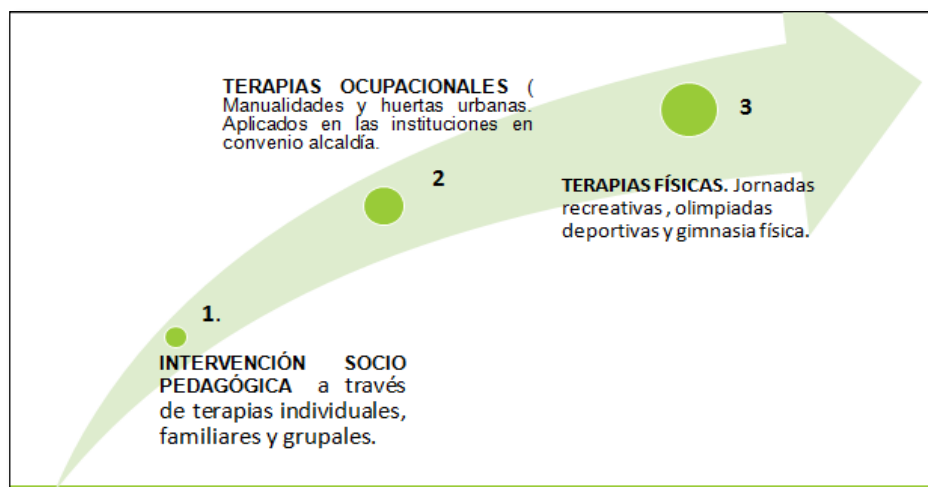 TERAPIAS OCUPACIONALES (
Manualidades y huertas urbanas.
Aplicados en las instituciones en
convenio alcaldía.
3
2
TERAPIAS FÍSICAS. Jornadas
recreativas , olimpiadas
deportivas y gimnasia física.
1.
INTERVENCIÓN SOCIO
PEDAGÓGICA a través
de terapias individuales,
familiares y grupales.